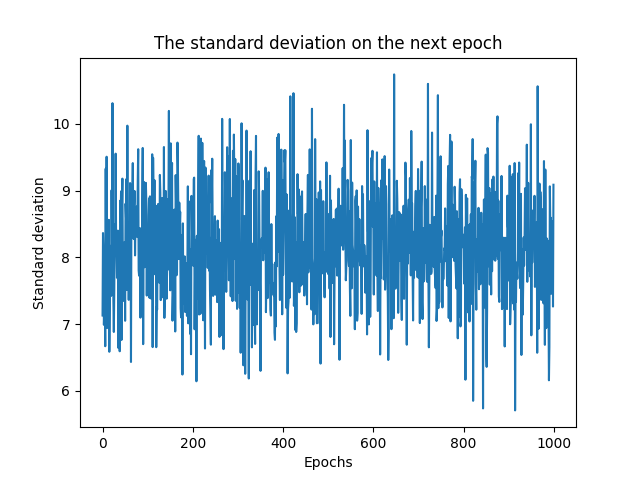 The standard deviation on the next epoch
Standard deviation
10
9
8
7
6
0 200 400 600 800 1000
Epochs